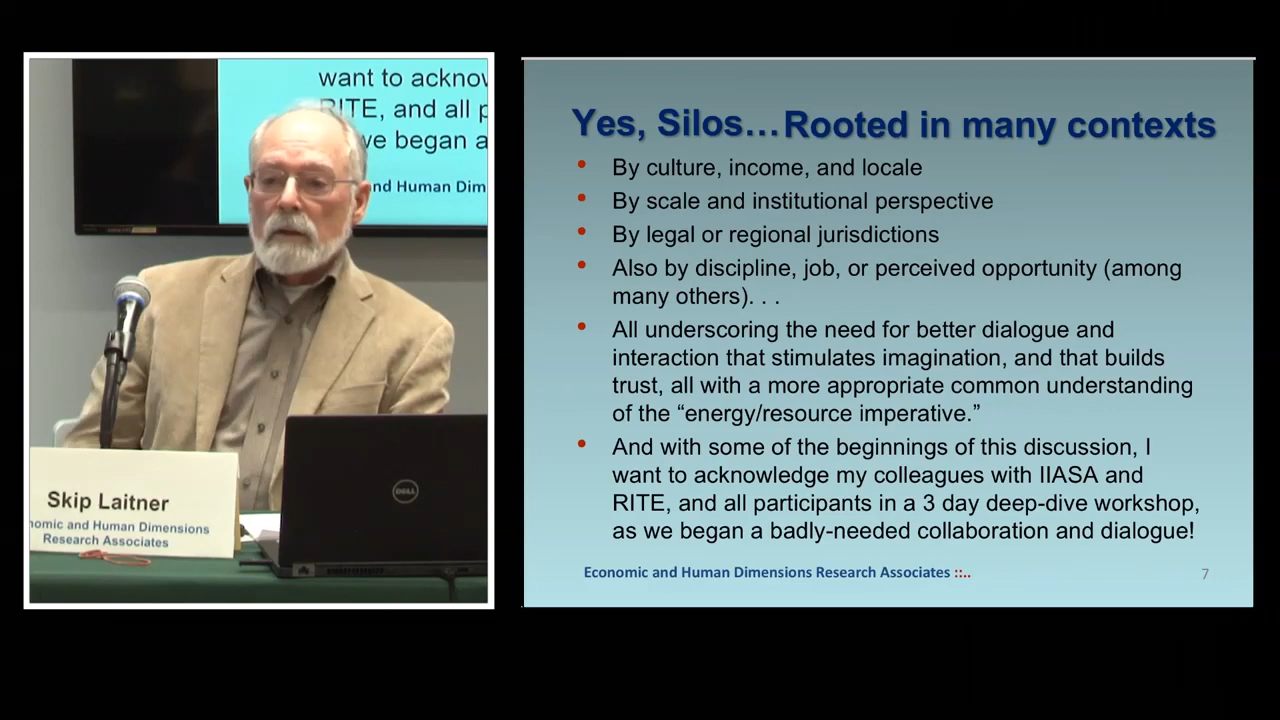 want to acknow
RITE, and all p
we began a
nd Human Dim
Skip Laitner
nomic and Human Dimensions
Research Associates
DELL
Yes, Silos…Rooted in many contexts
• By culture, income, and locale
• By scale and institutional perspective
• By legal or regional jurisdictions
• Also by discipline, job, or perceived opportunity (among
many others). . .
• All underscoring the need for better dialogue and
interaction that stimulates imagination, and that builds
trust, all with a more appropriate common understanding
of the “energy/resource imperative.”
• And with some of the beginnings of this discussion, I
want to acknowledge my colleagues with IIASA and
RITE, and all participants in a 3 day deep-dive workshop,
as we began a badly-needed collaboration and dialogue!
Economic and Human Dimensions Research Associates ::..
7